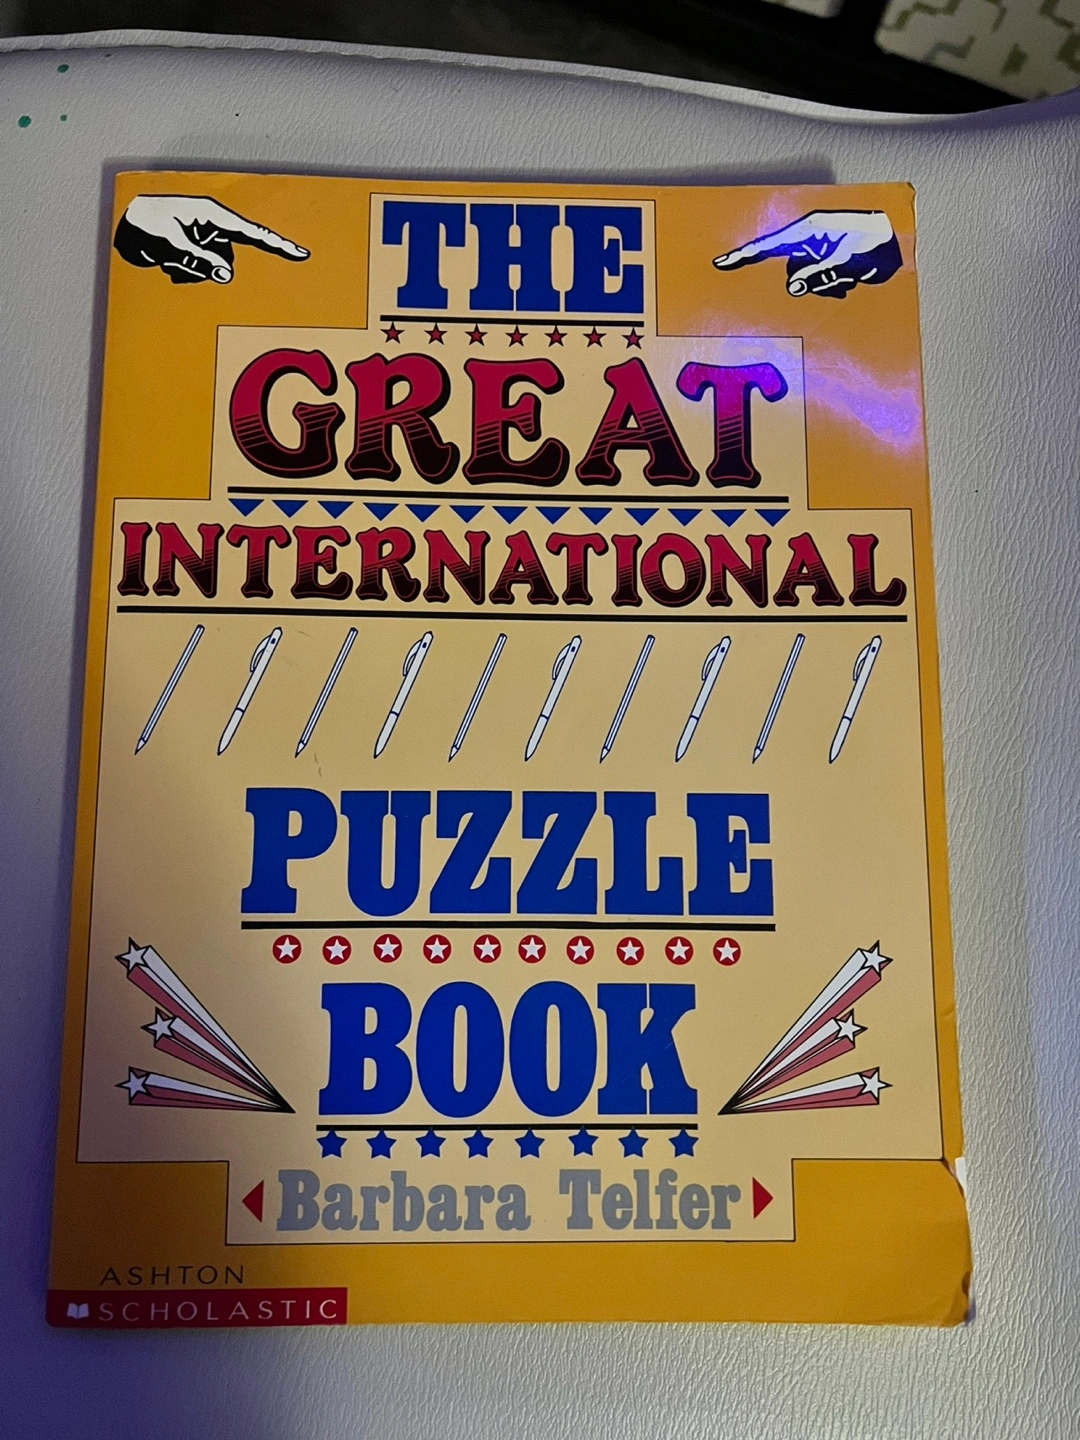 THE
GREAT
INTERNATIONAL
PUZZLE
BOOK
Barbara Telfer
ASHTON
SCHOLASTIC